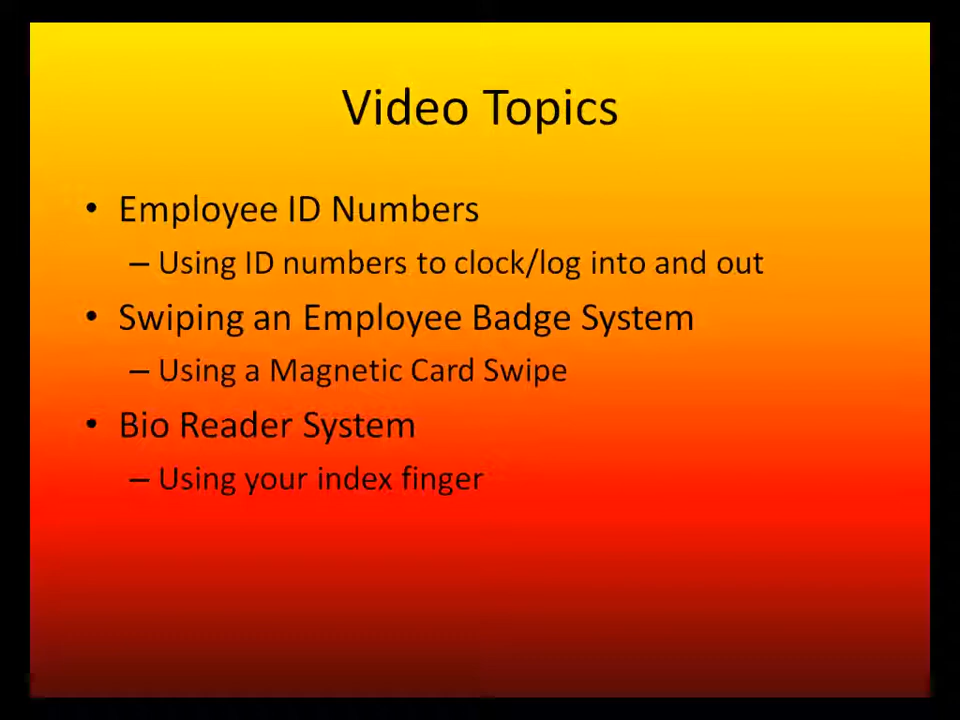 Video Topics
• Employee ID Numbers
– Using ID numbers to clock/log into and out
• Swiping an Employee Badge System
– Using a Magnetic Card Swipe
• Bio Reader System
– Using your index finger